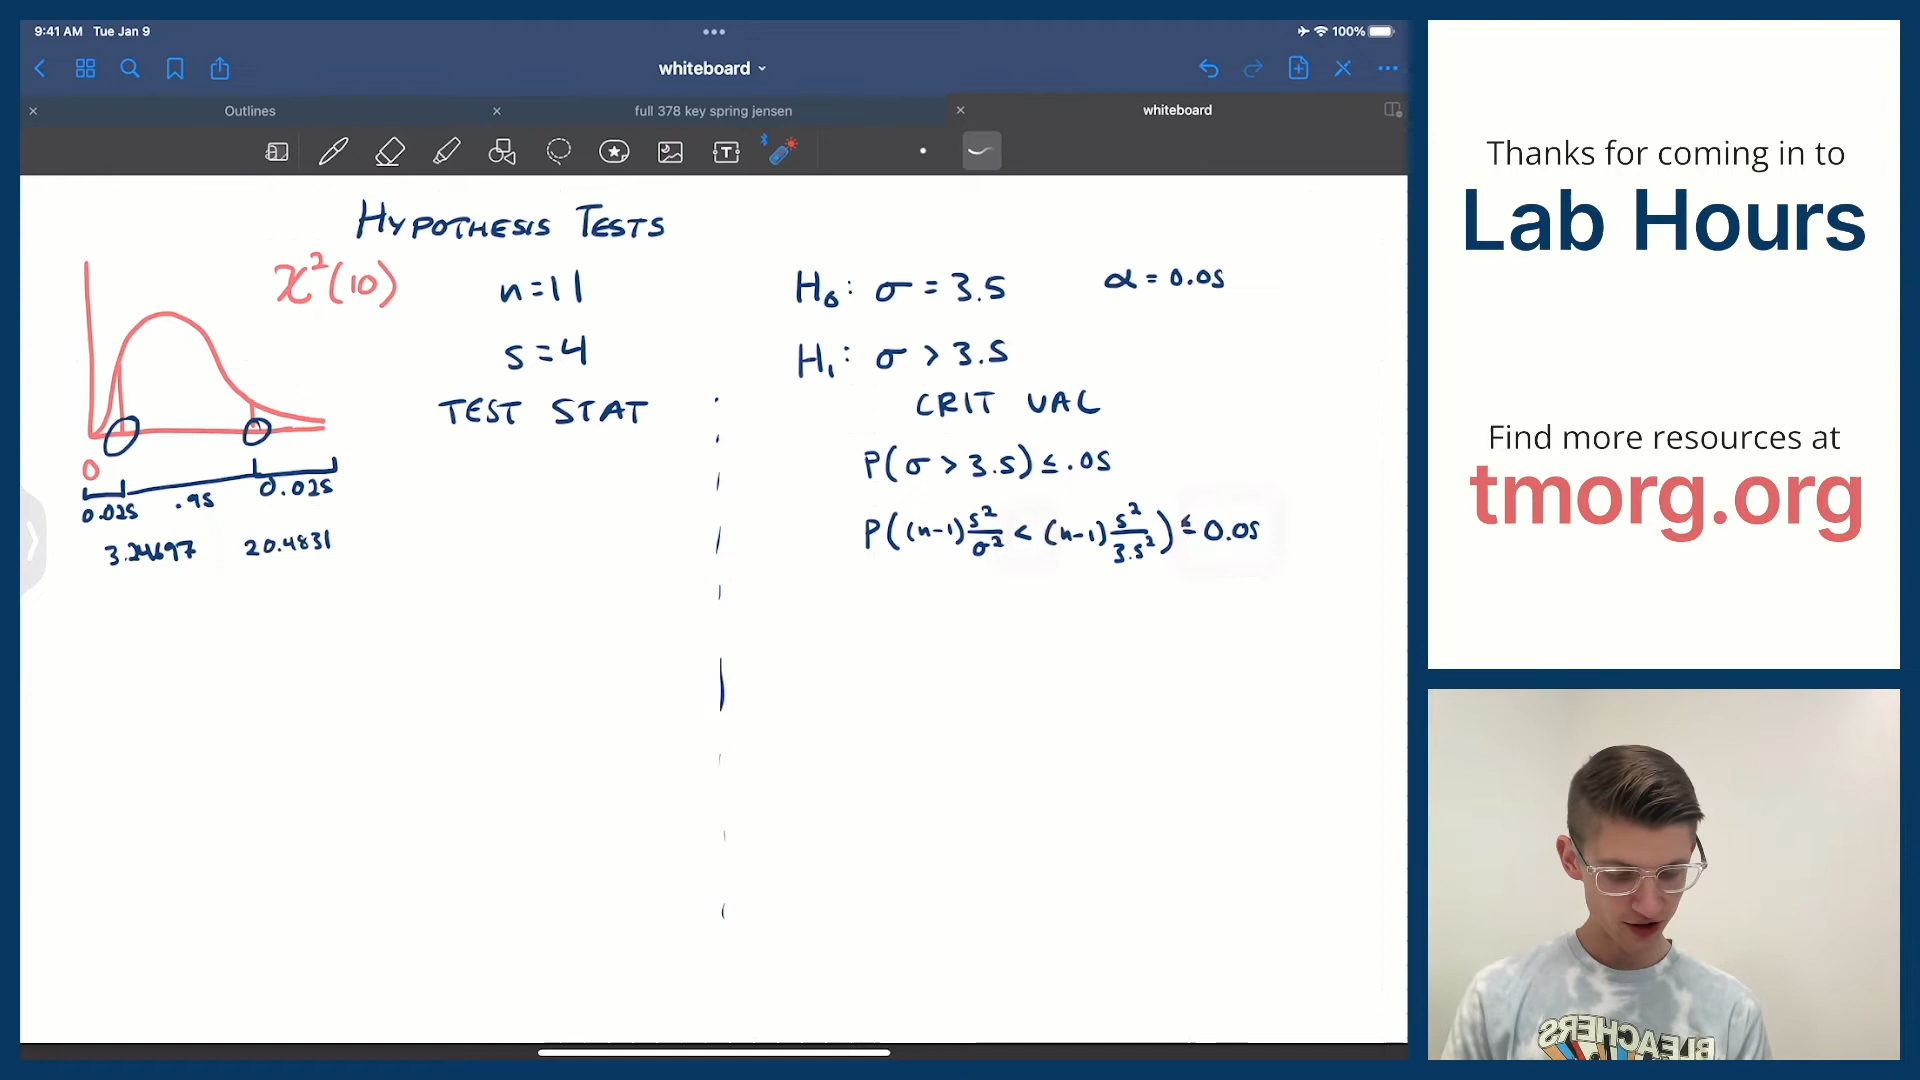 9:41 AM Tue Jan 9
100%
whiteboard
Outlines
full 378 key spring jensen
whiteboard
HYPOTHESIS TESTS
χ²(10)
n=11
s=4
TEST STAT
H₀: σ = 3.5
α = 0.05
H₁: σ > 3.5
CRIT VAL
P(σ > 3.5) ≤ .05
P((n-1) s²/σ² < (n-1) s²/3.5²) ≤ 0.05
0
0.025
.95
0.025
3.24697
20.4831
Thanks for coming in to
Lab Hours
Find more resources at
tmorg.org
BLEACHERS